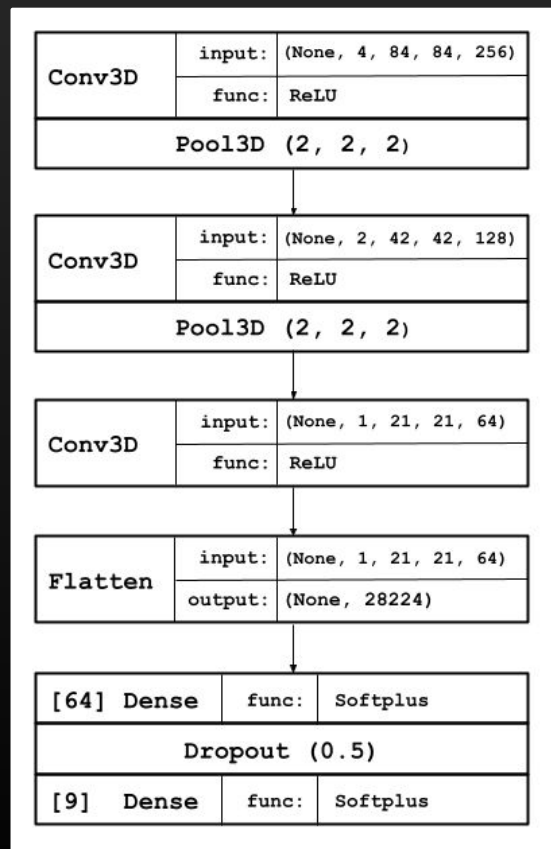 Conv3D input: (None, 4, 84, 84, 256)
func: ReLU
Pool3D (2, 2, 2)
Conv3D input: (None, 2, 42, 42, 128)
func: ReLU
Pool3D (2, 2, 2)
Conv3D input: (None, 1, 21, 21, 64)
func: ReLU
Flatten input: (None, 1, 21, 21, 64)
output: (None, 28224)
[64] Dense func: Softplus
Dropout (0.5)
[9] Dense func: Softplus